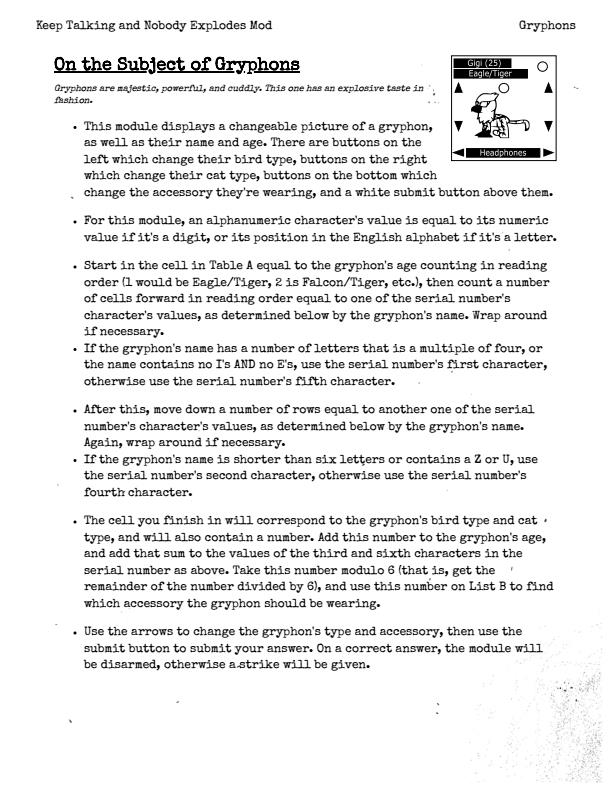 Keep Talking and Nobody Explodes Mod Gryphons
On the Subject of Gryphons
Gryphons are majestic, powerful, and cuddly. This one has an explosive taste in
fashion.
Gigi (25)
Eagle/Tiger
Headphones
• This module displays a changeable picture of a gryphon,
as well as their name and age. There are buttons on the
left which change their bird type, buttons on the right
which change their cat type, buttons on the bottom which
change the accessory they're wearing, and a white submit button above them.
• For this module, an alphanumeric character's value is equal to its numeric
value if it's a digit, or its position in the English alphabet if it's a letter.
• Start in the cell in Table A equal to the gryphon's age counting in reading
order (1 would be Eagle/Tiger, 2 is Falcon/Tiger, etc.), then count a number
of cells forward in reading order equal to one of the serial number's
character's values, as determined below by the gryphon's name. Wrap around
if necessary.
• If the gryphon's name has a number of letters that is a multiple of four, or
the name contains no I's AND no E's, use the serial number's first character,
otherwise use the serial number's fifth character.
• After this, move down a number of rows equal to another one of the serial
number's character's values, as determined below by the gryphon's name.
Again, wrap around if necessary.
• If the gryphon's name is shorter than six letters or contains a Z or U, use
the serial number's second character, otherwise use the serial number's
fourth character.
• The cell you finish in will correspond to the gryphon's bird type and cat
type, and will also contain a number. Add this number to the gryphon's age,
and add that sum to the values of the third and sixth characters in the
serial number as above. Take this number modulo 6 (that is, get the
remainder of the number divided by 6), and use this number on List B to find
which accessory the gryphon should be wearing.
• Use the arrows to change the gryphon's type and accessory, then use the
submit button to submit your answer. On a correct answer, the module will
be disarmed, otherwise a strike will be given.